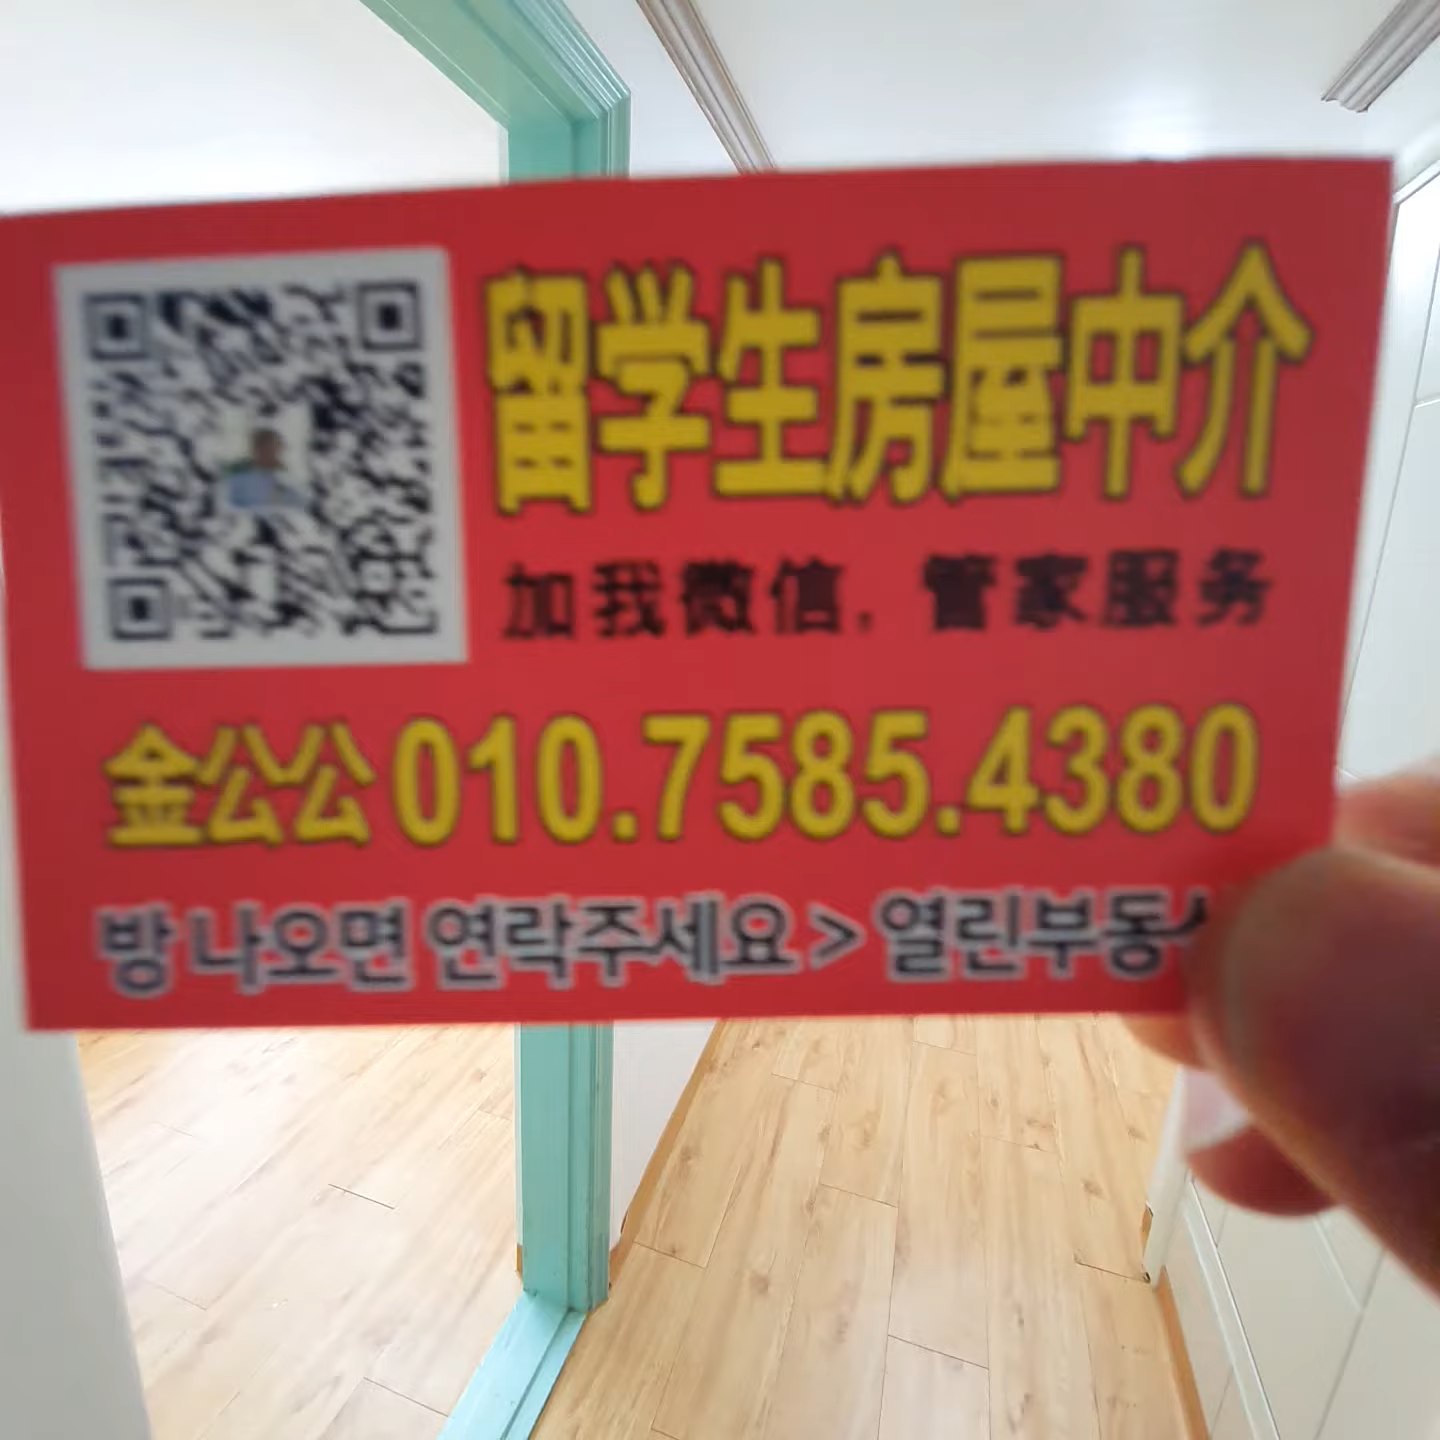 留学生房屋中介
加我微信，管家服务
金公公 010.7585.4380
방 나오면 연락주세요 > 열린부동